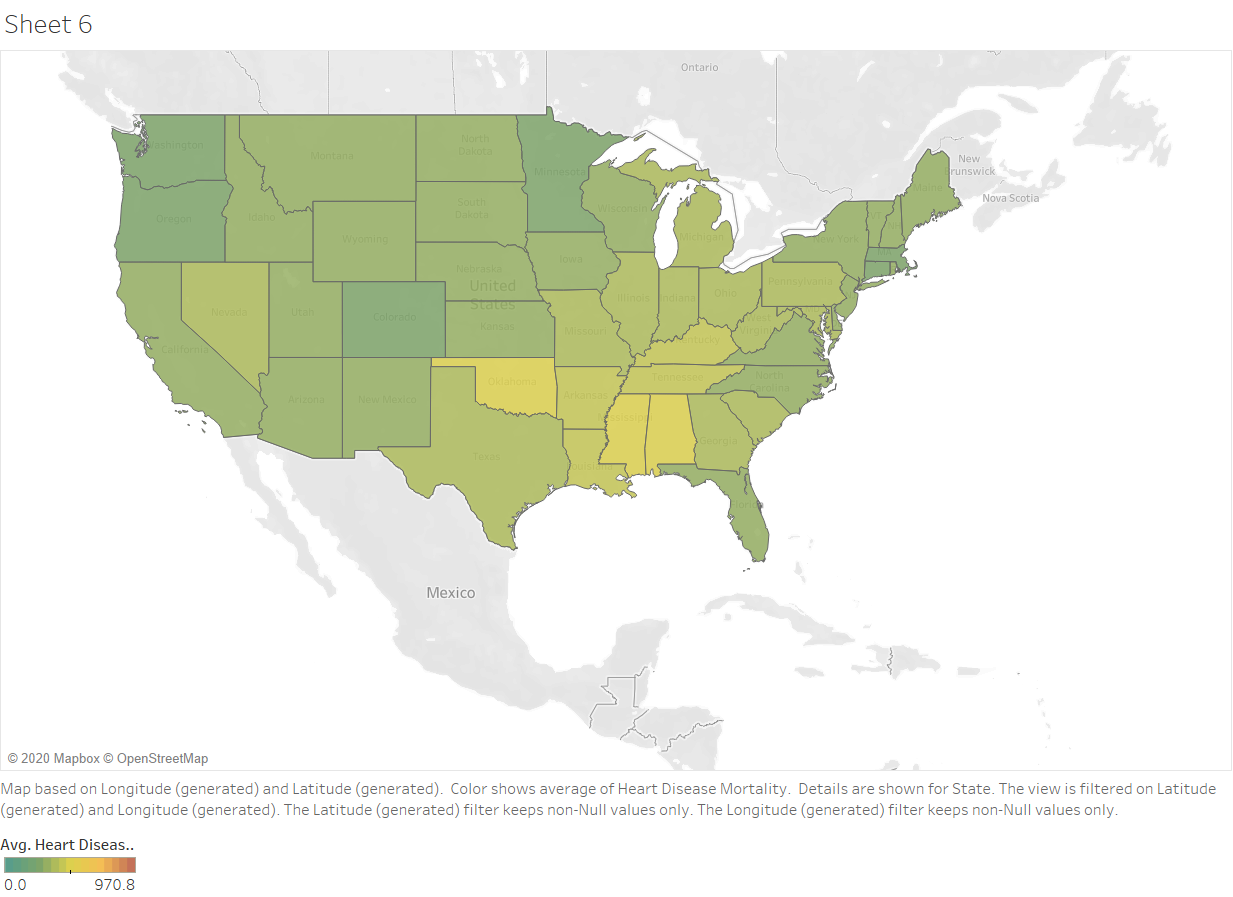 Sheet 6
Ontario
Washington
Montana
North
Dakota
Minnesota
New
Brunswick
Maine
Nova Scotia
Oregon
Idaho
South
Dakota
Wisconsin
VT
Wyoming
Michigan
New York
Iowa
Nebraska
United
States
Nevada
Utah
Colorado
Kansas
Illinois
Indiana
Ohio
Pennsylvania
Missouri
West
Virginia
Kentucky
California
Oklahoma
Tennessee
North
Carolina
Arizona
New Mexico
Arkansas
Mississippi
Georgia
Texas
Louisiana
Florida
Mexico
© 2020 Mapbox © OpenStreetMap
Map based on Longitude (generated) and Latitude (generated).  Color shows average of Heart Disease Mortality.  Details are shown for State. The view is filtered on Latitude
(generated) and Longitude (generated). The Latitude (generated) filter keeps non-Null values only. The Longitude (generated) filter keeps non-Null values only.
Avg. Heart Diseas..
0.0 970.8